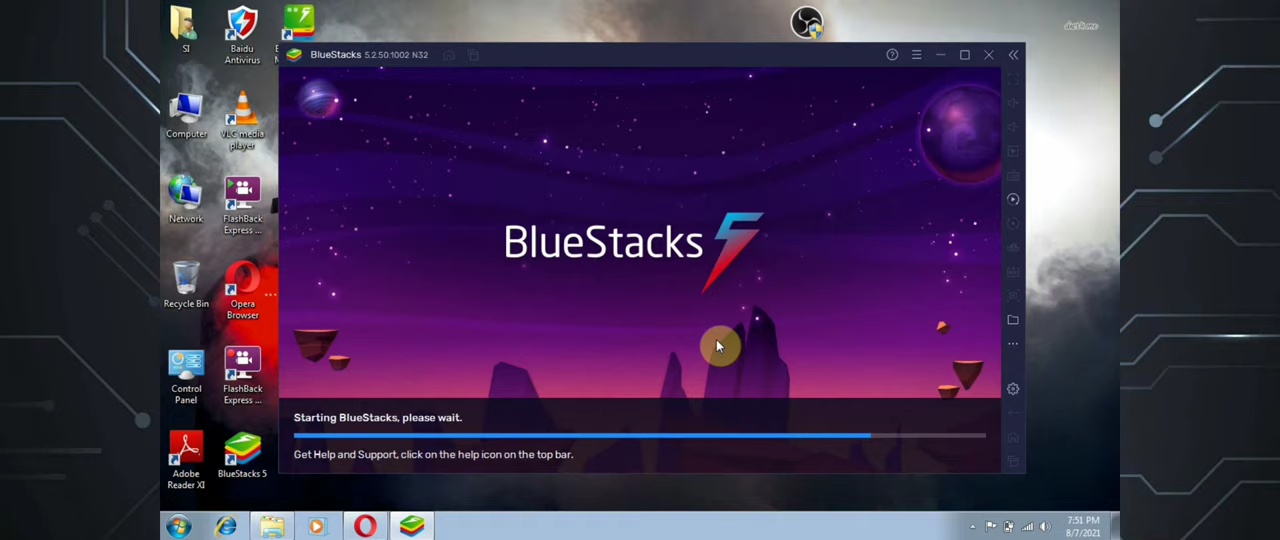 SI
Baidu
Antivirus
Computer
VLC media
player
Network
FlashBack
Express ...
Recycle Bin
Opera
Browser
Control
Panel
FlashBack
Express ...
Adobe
Reader XI
BlueStacks 5
BlueStacks 5.2.50.1002 N32
BlueStacks 5
Starting BlueStacks, please wait.
Get Help and Support, click on the help icon on the top bar.
7:51 PM
8/7/2021